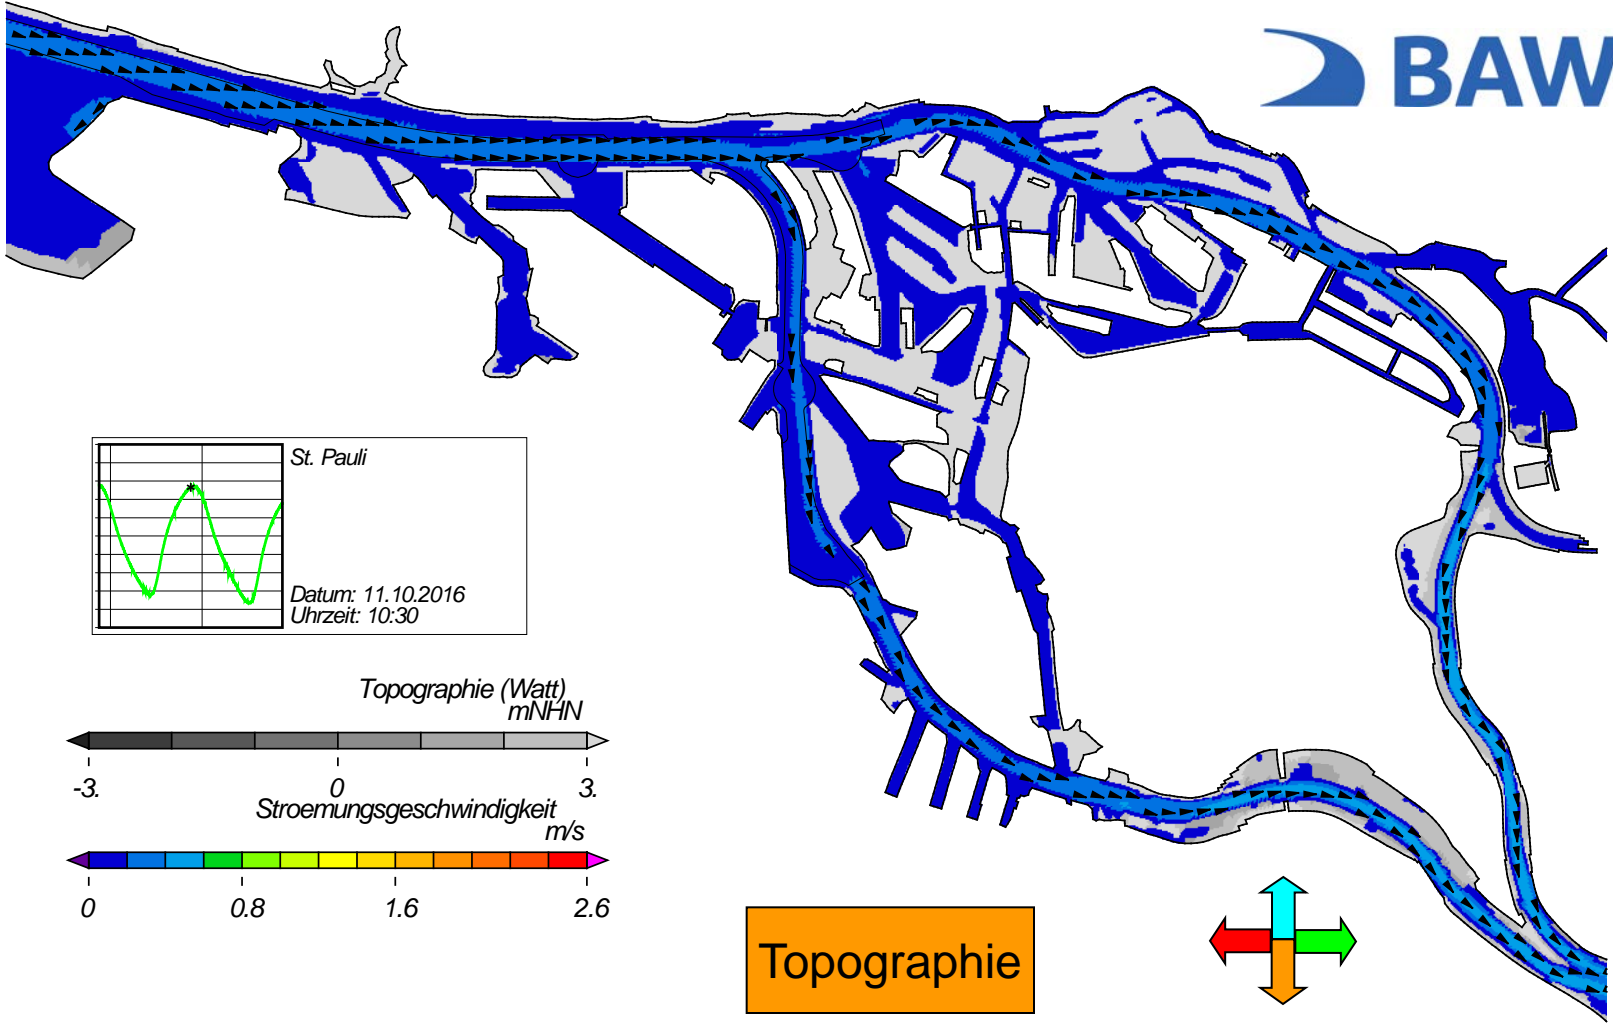 BAW
St. Pauli
Datum: 11.10.2016
Uhrzeit: 10:30
Topographie (Watt)
mNHN
-3. 0 3.
Stroemungsgeschwindigkeit
m/s
0 0.8 1.6 2.6
Topographie